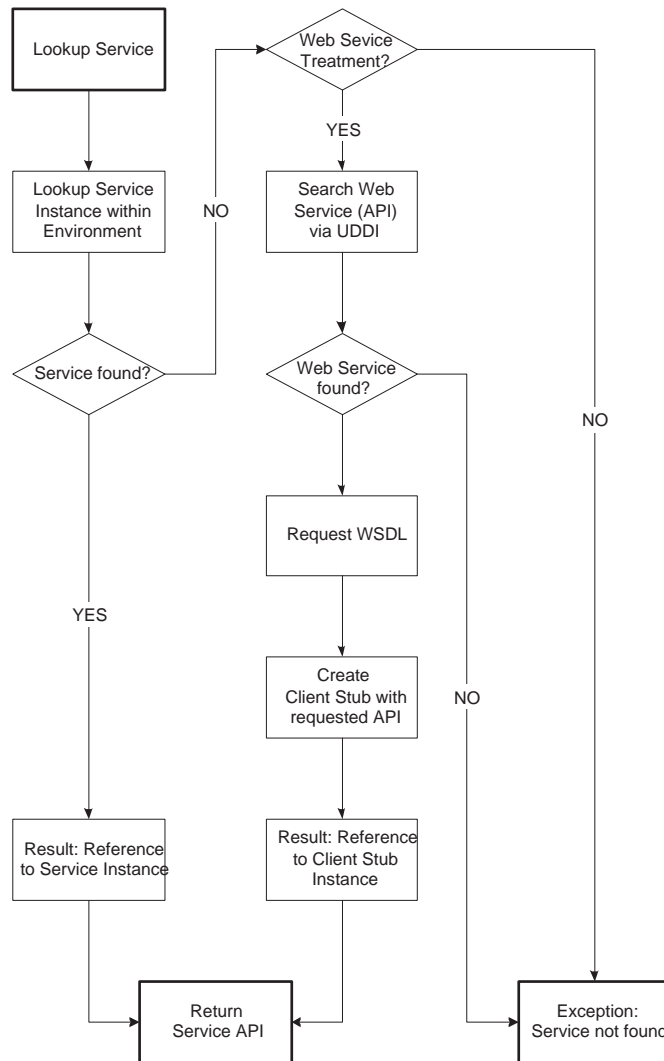 Lookup Service
Web Sevice
Treatment?
YES
Lookup Service
Instance within
Environment
NO
Search Web
Service (API)
via UDDI
Service found?
Web Service
found?
NO
Request WSDL
YES
Create
Client Stub with
requested API
NO
Result: Reference
to Service Instance
Result: Reference
to Client Stub
Instance
Return
Service API
Exception:
Service not found